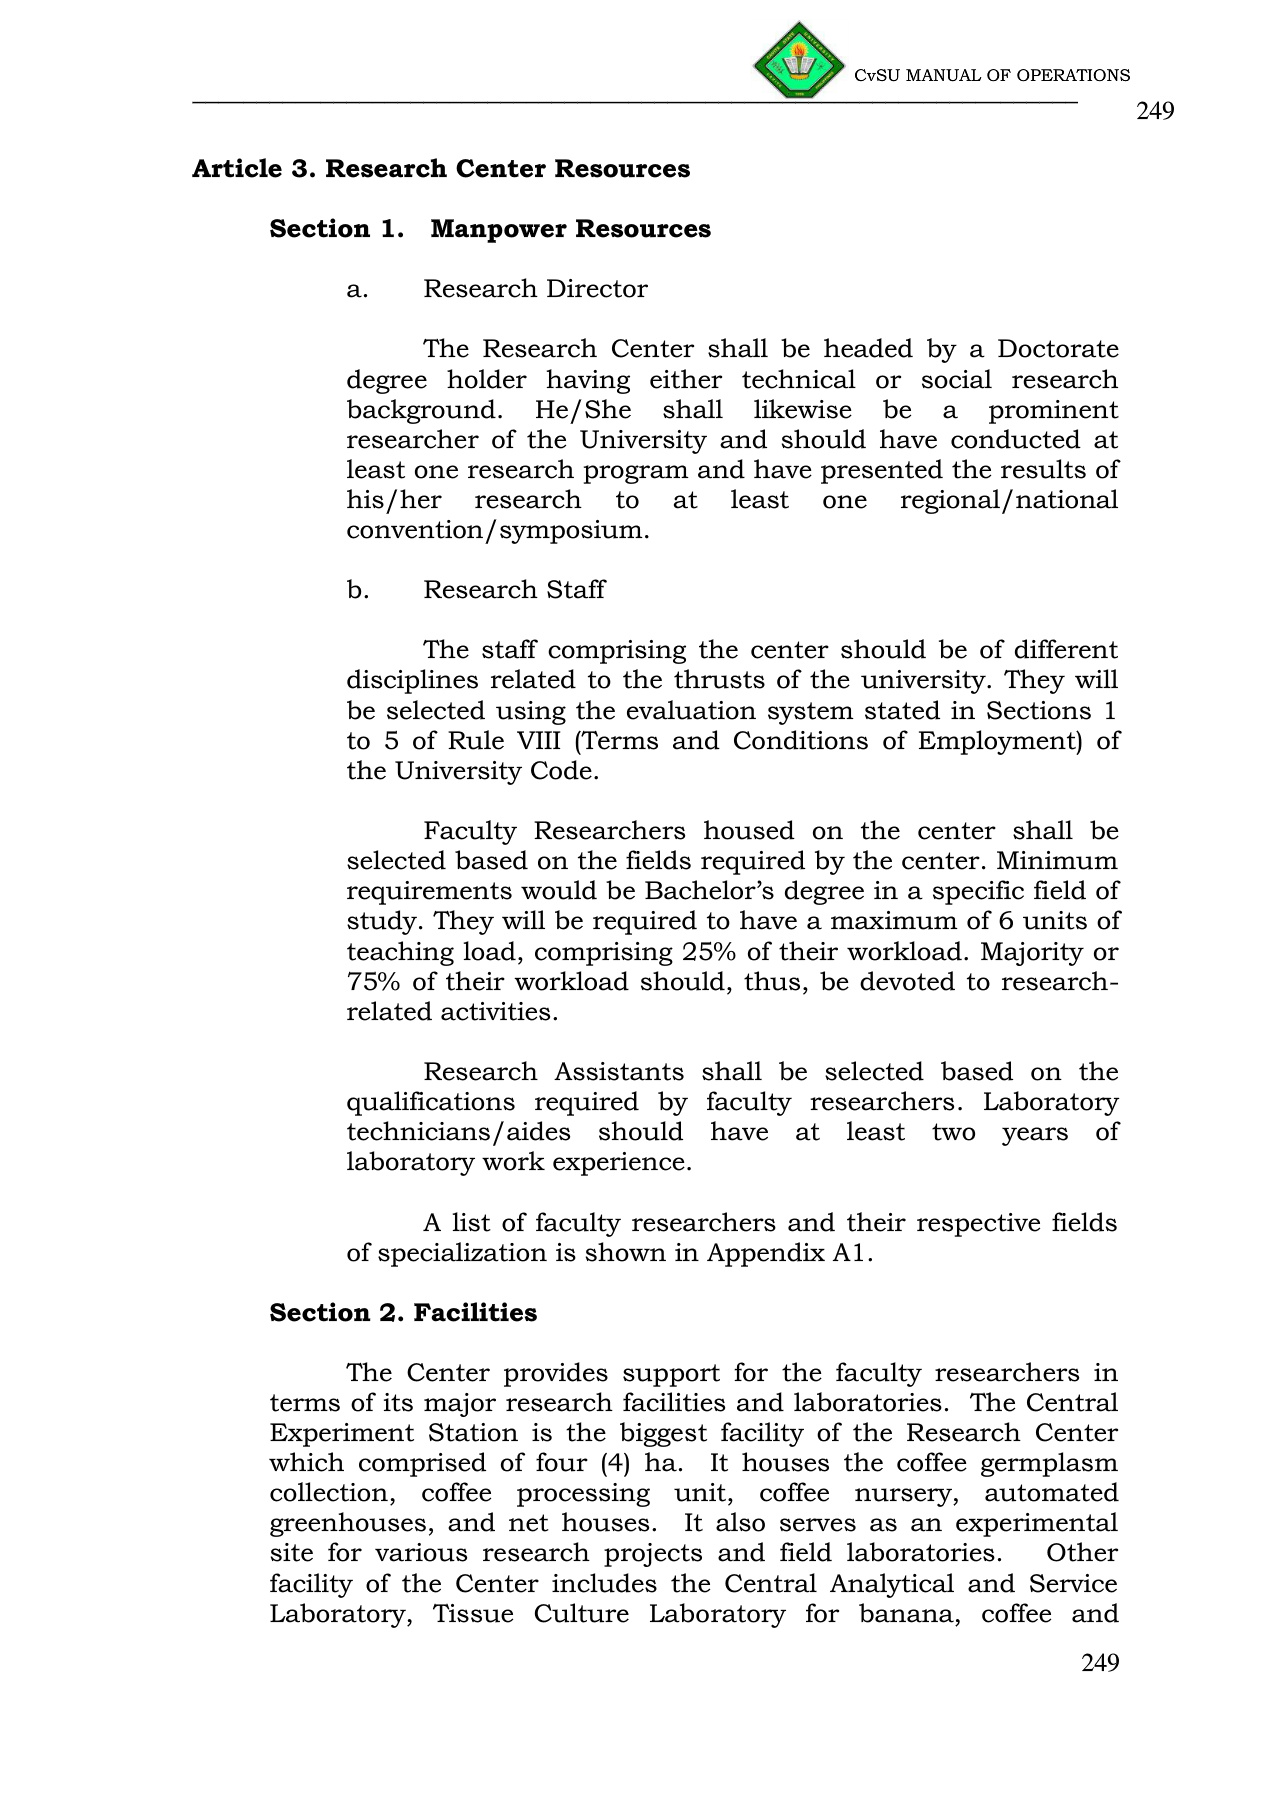 CvSU MANUAL OF OPERATIONS
249
Article 3. Research Center Resources
Section 1. Manpower Resources
a. Research Director
The Research Center shall be headed by a Doctorate
degree holder having either technical or social research
background. He/She shall likewise be a prominent
researcher of the University and should have conducted at
least one research program and have presented the results of
his/her research to at least one regional/national
convention/symposium.
b. Research Staff
The staff comprising the center should be of different
disciplines related to the thrusts of the university. They will
be selected using the evaluation system stated in Sections 1
to 5 of Rule VIII (Terms and Conditions of Employment) of
the University Code.
Faculty Researchers housed on the center shall be
selected based on the fields required by the center. Minimum
requirements would be Bachelor’s degree in a specific field of
study. They will be required to have a maximum of 6 units of
teaching load, comprising 25% of their workload. Majority or
75% of their workload should, thus, be devoted to research-
related activities.
Research Assistants shall be selected based on the
qualifications required by faculty researchers. Laboratory
technicians/aides should have at least two years of
laboratory work experience.
A list of faculty researchers and their respective fields
of specialization is shown in Appendix A1.
Section 2. Facilities
The Center provides support for the faculty researchers in
terms of its major research facilities and laboratories. The Central
Experiment Station is the biggest facility of the Research Center
which comprised of four (4) ha. It houses the coffee germplasm
collection, coffee processing unit, coffee nursery, automated
greenhouses, and net houses. It also serves as an experimental
site for various research projects and field laboratories. Other
facility of the Center includes the Central Analytical and Service
Laboratory, Tissue Culture Laboratory for banana, coffee and
249